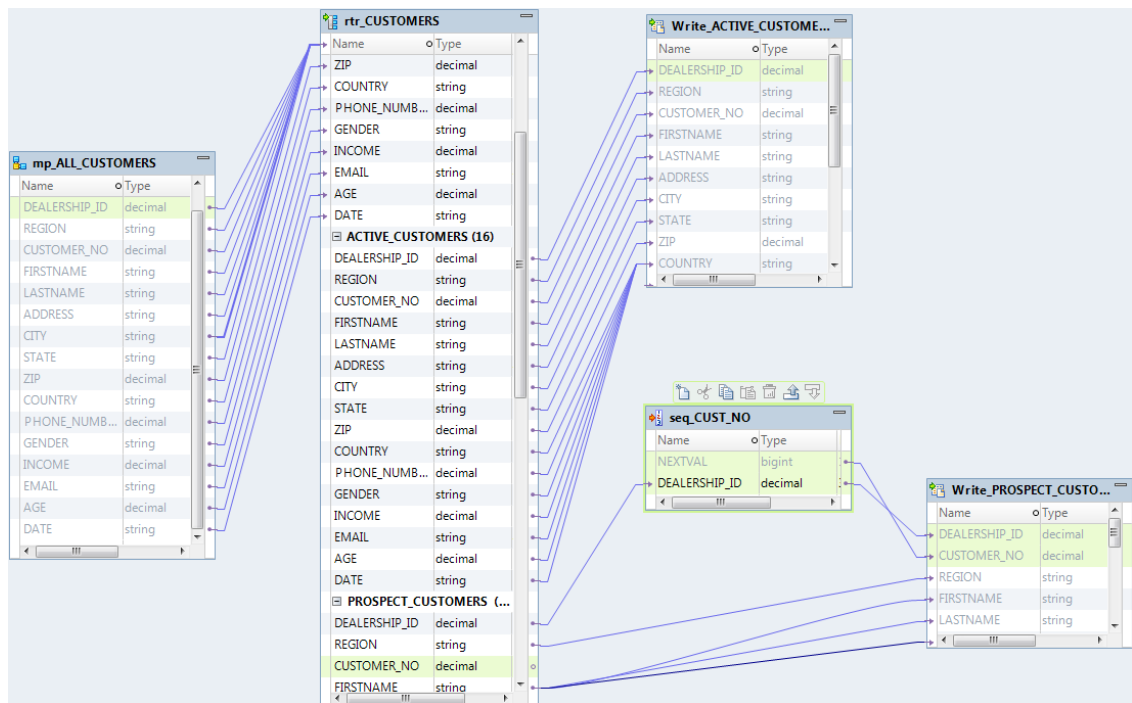 mp_ALL_CUSTOMERS
Name Type
DEALERSHIP_ID decimal
REGION string
CUSTOMER_NO decimal
FIRSTNAME string
LASTNAME string
ADDRESS string
CITY string
STATE string
ZIP decimal
COUNTRY string
PHONE_NUMB... decimal
GENDER string
INCOME decimal
EMAIL string
AGE decimal
DATE string
rtr_CUSTOMERS
Name Type
ZIP decimal
COUNTRY string
PHONE_NUMB... decimal
GENDER string
INCOME decimal
EMAIL string
AGE decimal
DATE string
ACTIVE_CUSTOMERS (16)
DEALERSHIP_ID decimal
REGION string
CUSTOMER_NO decimal
FIRSTNAME string
LASTNAME string
ADDRESS string
CITY string
STATE string
ZIP decimal
COUNTRY string
PHONE_NUMB... decimal
GENDER string
INCOME decimal
EMAIL string
AGE decimal
DATE string
PROSPECT_CUSTOMERS (...
DEALERSHIP_ID decimal
REGION string
CUSTOMER_NO decimal
FIRSTNAME string
Write_ACTIVE_CUSTOME...
Name Type
DEALERSHIP_ID decimal
REGION string
CUSTOMER_NO decimal
FIRSTNAME string
LASTNAME string
ADDRESS string
CITY string
STATE string
ZIP decimal
COUNTRY string
seq_CUST_NO
Name Type
NEXTVAL bigint
DEALERSHIP_ID decimal
Write_PROSPECT_CUSTO...
Name Type
DEALERSHIP_ID decimal
CUSTOMER_NO decimal
REGION string
FIRSTNAME string
LASTNAME string